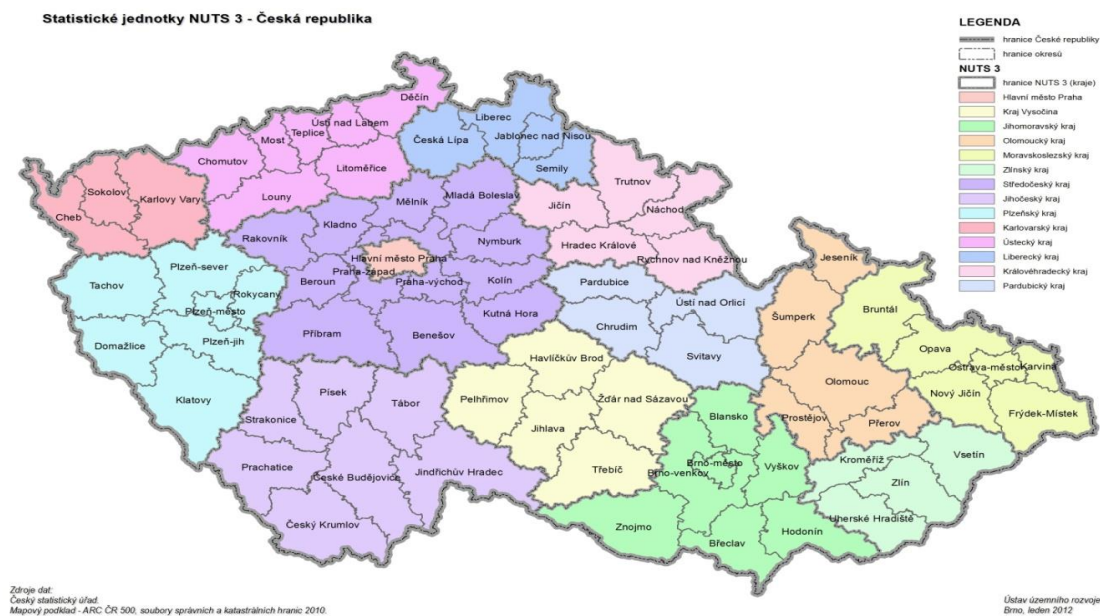 Statistické jednotky NUTS 3 - Česká republika
LEGENDA
hranice České republiky
hranice okresů
NUTS 3
hranice NUTS 3 (kraje)
Hlavní město Praha
Kraj Vysočina
Jihomoravský kraj
Olomoucký kraj
Moravskoslezský kraj
Zlínský kraj
Středočeský kraj
Jihočeský kraj
Plzeňský kraj
Karlovarský kraj
Ústecký kraj
Liberecký kraj
Královéhradecký kraj
Pardubický kraj
Děčín
Ústí nad Labem
Teplice
Most
Chomutov
Litoměřice
Louny
Liberec
Česká Lípa
Jablonec nad Nisou
Semily
Sokolov
Cheb
Karlovy Vary
Trutnov
Jičín
Náchod
Hradec Králové
Rychnov nad Kněžnou
Mladá Boleslav
Mělník
Kladno
Rakovník
Nymburk
Hlavní město Praha
Praha-západ
Praha-východ
Beroun
Kolín
Kutná Hora
Příbram
Benešov
Plzeň-sever
Tachov
Rokycany
Plzeň-město
Plzeň-jih
Domažlice
Klatovy
Pardubice
Ústí nad Orlicí
Chrudim
Svitavy
Jeseník
Šumperk
Olomouc
Prostějov
Přerov
Bruntál
Opava
Ostrava-město
Karviná
Nový Jičín
Frýdek-Místek
Havlíčkův Brod
Pelhřimov
Žďár nad Sázavou
Jihlava
Třebíč
Písek
Tábor
Strakonice
Prachatice
České Budějovice
Jindřichův Hradec
Český Krumlov
Blansko
Brno-město
Brno-venkov
Vyškov
Znojmo
Břeclav
Hodonín
Kroměříž
Vsetín
Zlín
Uherské Hradiště
Zdroje dat:
Český statistický úřad.
Mapový podklad - ARC ČR 500, soubory správních a katastrálních hranic 2010.
Ústav územního rozvoje
Brno, leden 2012